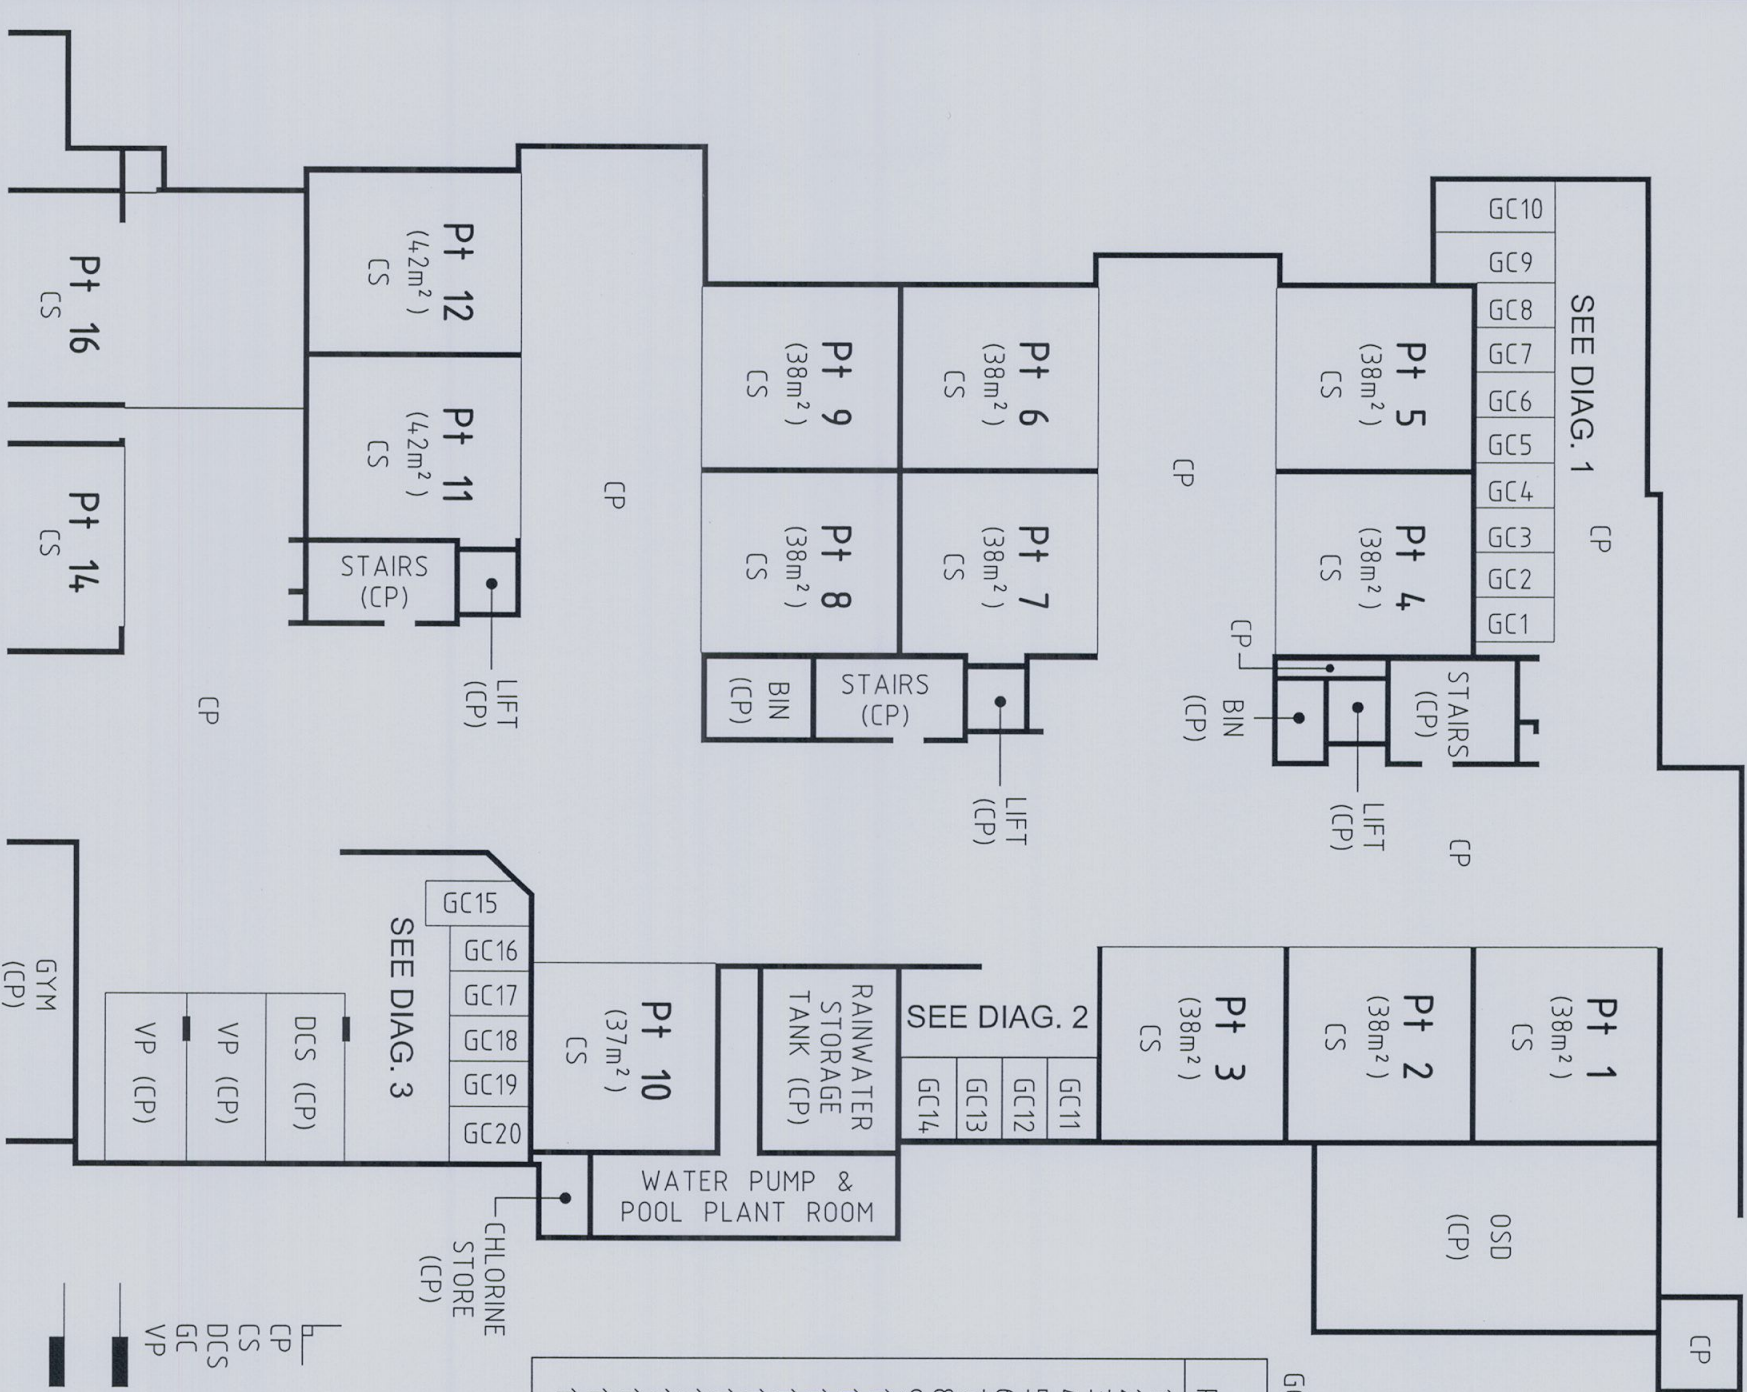 GC10
GC9
GC8
GC7
GC6
GC5
GC4
GC3
GC2
GC1
SEE DIAG. 1
CP
Pt 5
(38m²)
CS
Pt 4
(38m²)
CS
STAIRS
(CP)
CP
BIN
(CP)
LIFT
(CP)
CP
CP
Pt 6
(38m²)
CS
Pt 7
(38m²)
CS
Pt 9
(38m²)
CS
Pt 8
(38m²)
CS
BIN
(CP)
STAIRS
(CP)
LIFT
(CP)
CP
Pt 12
(42m²)
CS
Pt 11
(42m²)
CS
STAIRS
(CP)
LIFT
(CP)
Pt 16
CS
Pt 14
CS
CP
Pt 1
(38m²)
CS
Pt 2
(38m²)
CS
Pt 3
(38m²)
CS
OSD
(CP)
CP
SEE DIAG. 2
GC11
GC12
GC13
GC14
RAINWATER
STORAGE
TANK (CP)
WATER PUMP &
POOL PLANT ROOM
Pt 10
(37m²)
CS
CHLORINE
STORE
(CP)
GC15
GC16
GC17
GC18
GC19
GC20
SEE DIAG. 3
DCS (CP)
VP (CP)
VP (CP)
GYM
(CP)
CP
CS
DCS
GC
VP